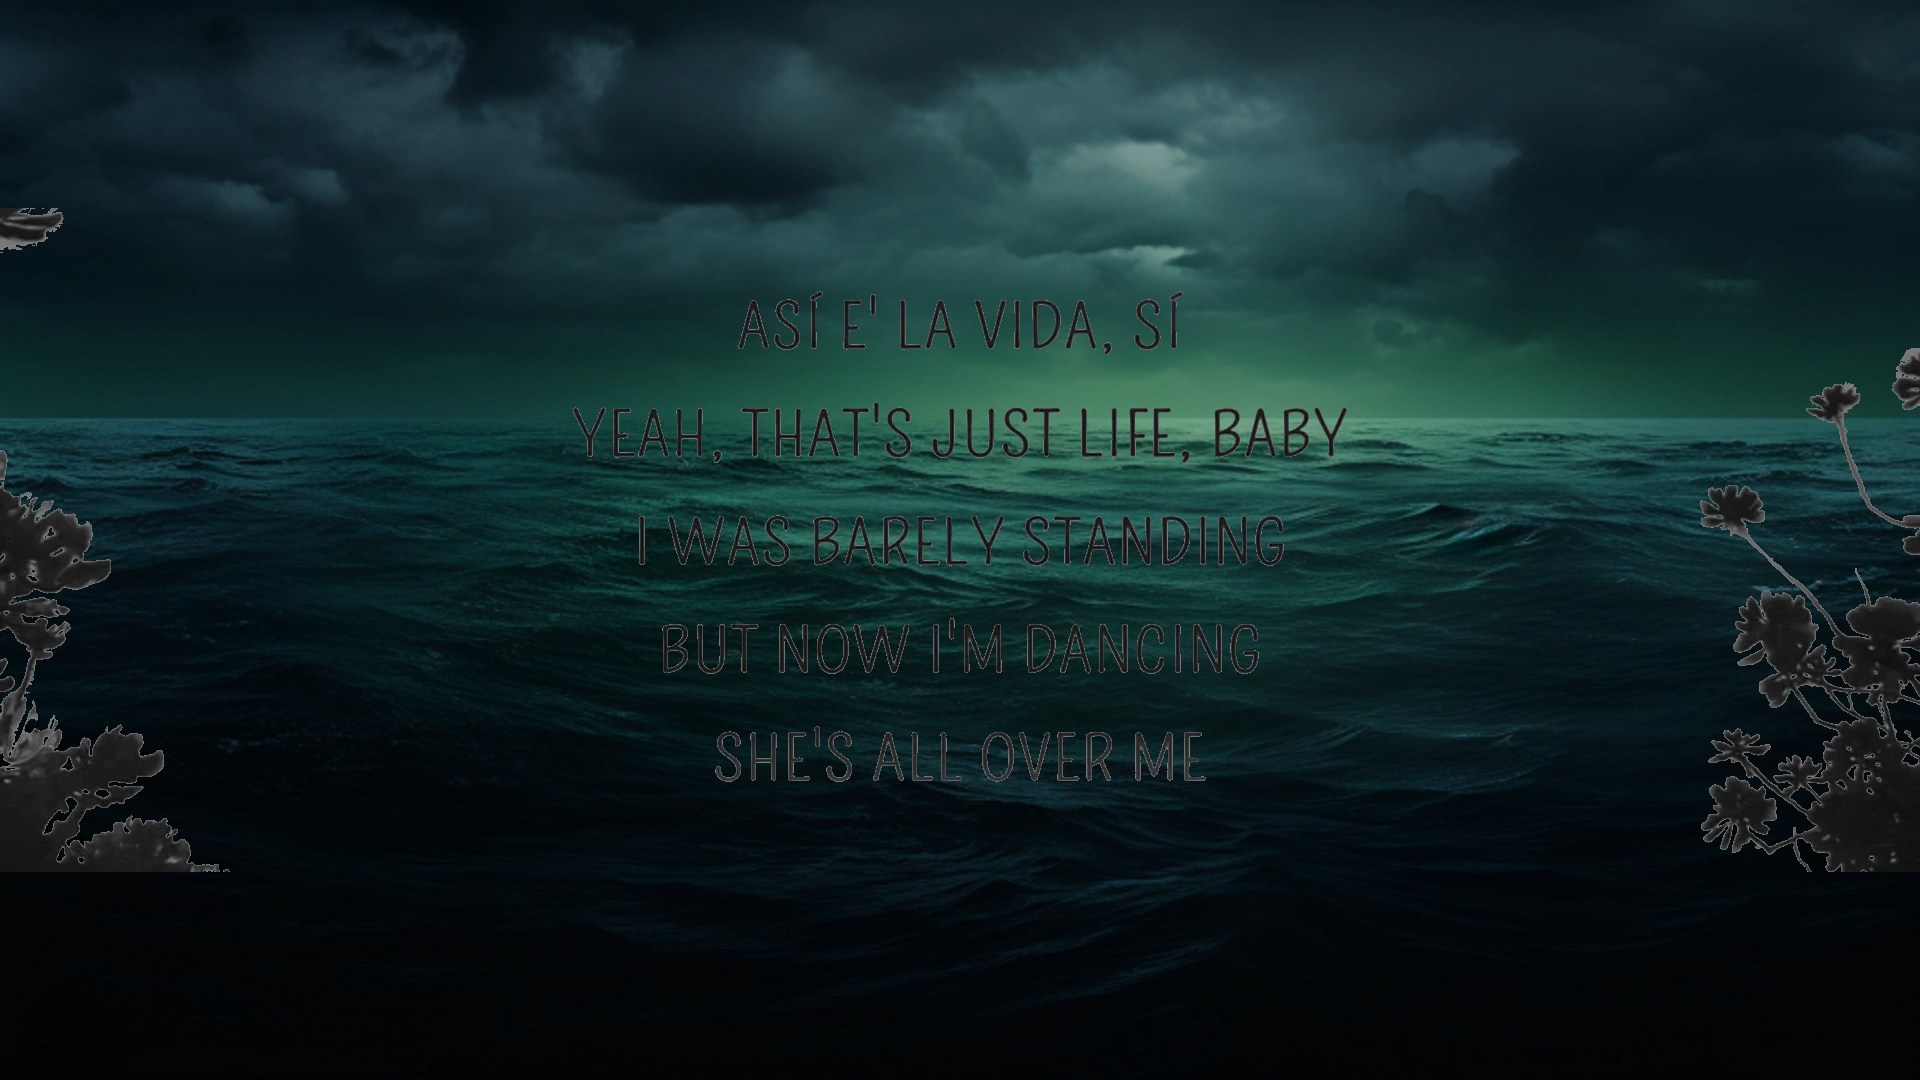 ASÍ E' LA VIDA, SÍ
YEAH, THAT'S JUST LIFE, BABY
I WAS BARELY STANDING
BUT NOW I'M DANCING
SHE'S ALL OVER ME